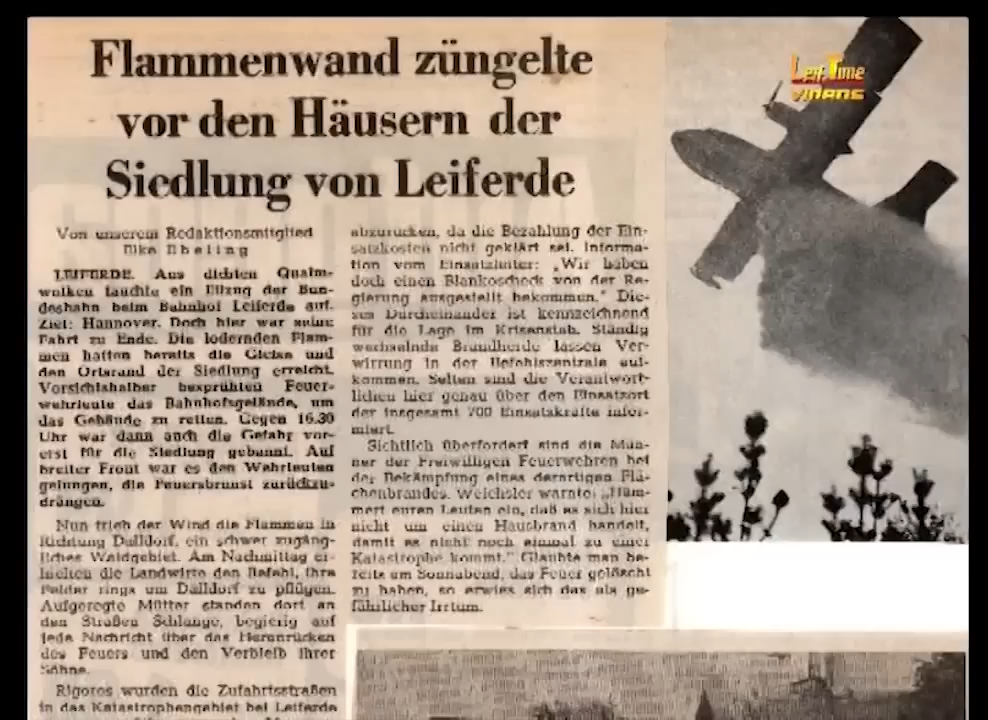 Flammenwand züngelte
vor den Häusern der
Siedlung von Leiferde
Von unserem Redaktionsmitglied
Elke Ebeling
LEIFERDE. Aus dichten Qualm-
wolken tauchte ein Eilzug der Bun-
desbahn beim Bahnhof Leiferde auf.
Ziel: Hannover. Doch hier war seine
Fahrt zu Ende. Die lodernden Flam-
men hatten bereits die Gleise und
den Ortsrand der Siedlung erreicht.
Vorsichtshalber besprühten Feuer-
wehrleute das Bahnhofsgelände, um
das Gebäude zu retten. Gegen 16.30
Uhr war dann auch die Gefahr vor-
erst für die Siedlung gebannt. Auf
breiter Front war es den Wehrleuten
gelungen, die Feuersbrunst zurückzu-
drängen.
Nun trieb der Wind die Flammen in
Richtung Dalldorf, ein schwer zugäng-
liches Waldgebiet. Am Nachmittag er-
hielten die Landwirte den Befehl, ihre
Felder rings um Dalldorf zu pflügen.
Aufgeregte Mütter standen dort an
den Straßen Schlange, begierig auf
jede Nachricht über das Heranrücken
des Feuers und den Verbleib ihrer
Söhne.
Rigoros wurden die Zufahrtsstraßen
in das Katastrophengebiet bei Leiferde
abzurücken, da die Bezahlung der Ein-
satzkosten nicht geklärt sei. Informa-
tion vom Einsatzleiter: „Wir haben
doch einen Blankoscheck von der Re-
gierung ausgestellt bekommen." Die-
ses Durcheinander ist kennzeichnend
für die Lage im Krisenstab. Ständig
wechselnde Brandherde lassen Ver-
wirrung in der Befehlszentrale auf-
kommen. Selten sind die Verantwort-
lichen hier genau über den Einsatzort
der insgesamt 700 Einsatzkräfte infor-
miert.
Sichtlich überfordert sind die Män-
ner der Freiwilligen Feuerwehren bei
der Bekämpfung eines derartigen Flä-
chenbrandes. Weichsler warnte: „Häm-
mert euren Leuten ein, daß es sich hier
nicht um einen Hausbrand handelt,
damit es nicht noch einmal zu einer
Katastrophe kommt." Glaubte man be-
reits am Sonnabend, das Feuer gelöscht
zu haben, so erwies sich das als ge-
fährlicher Irrtum.
Leif.Time